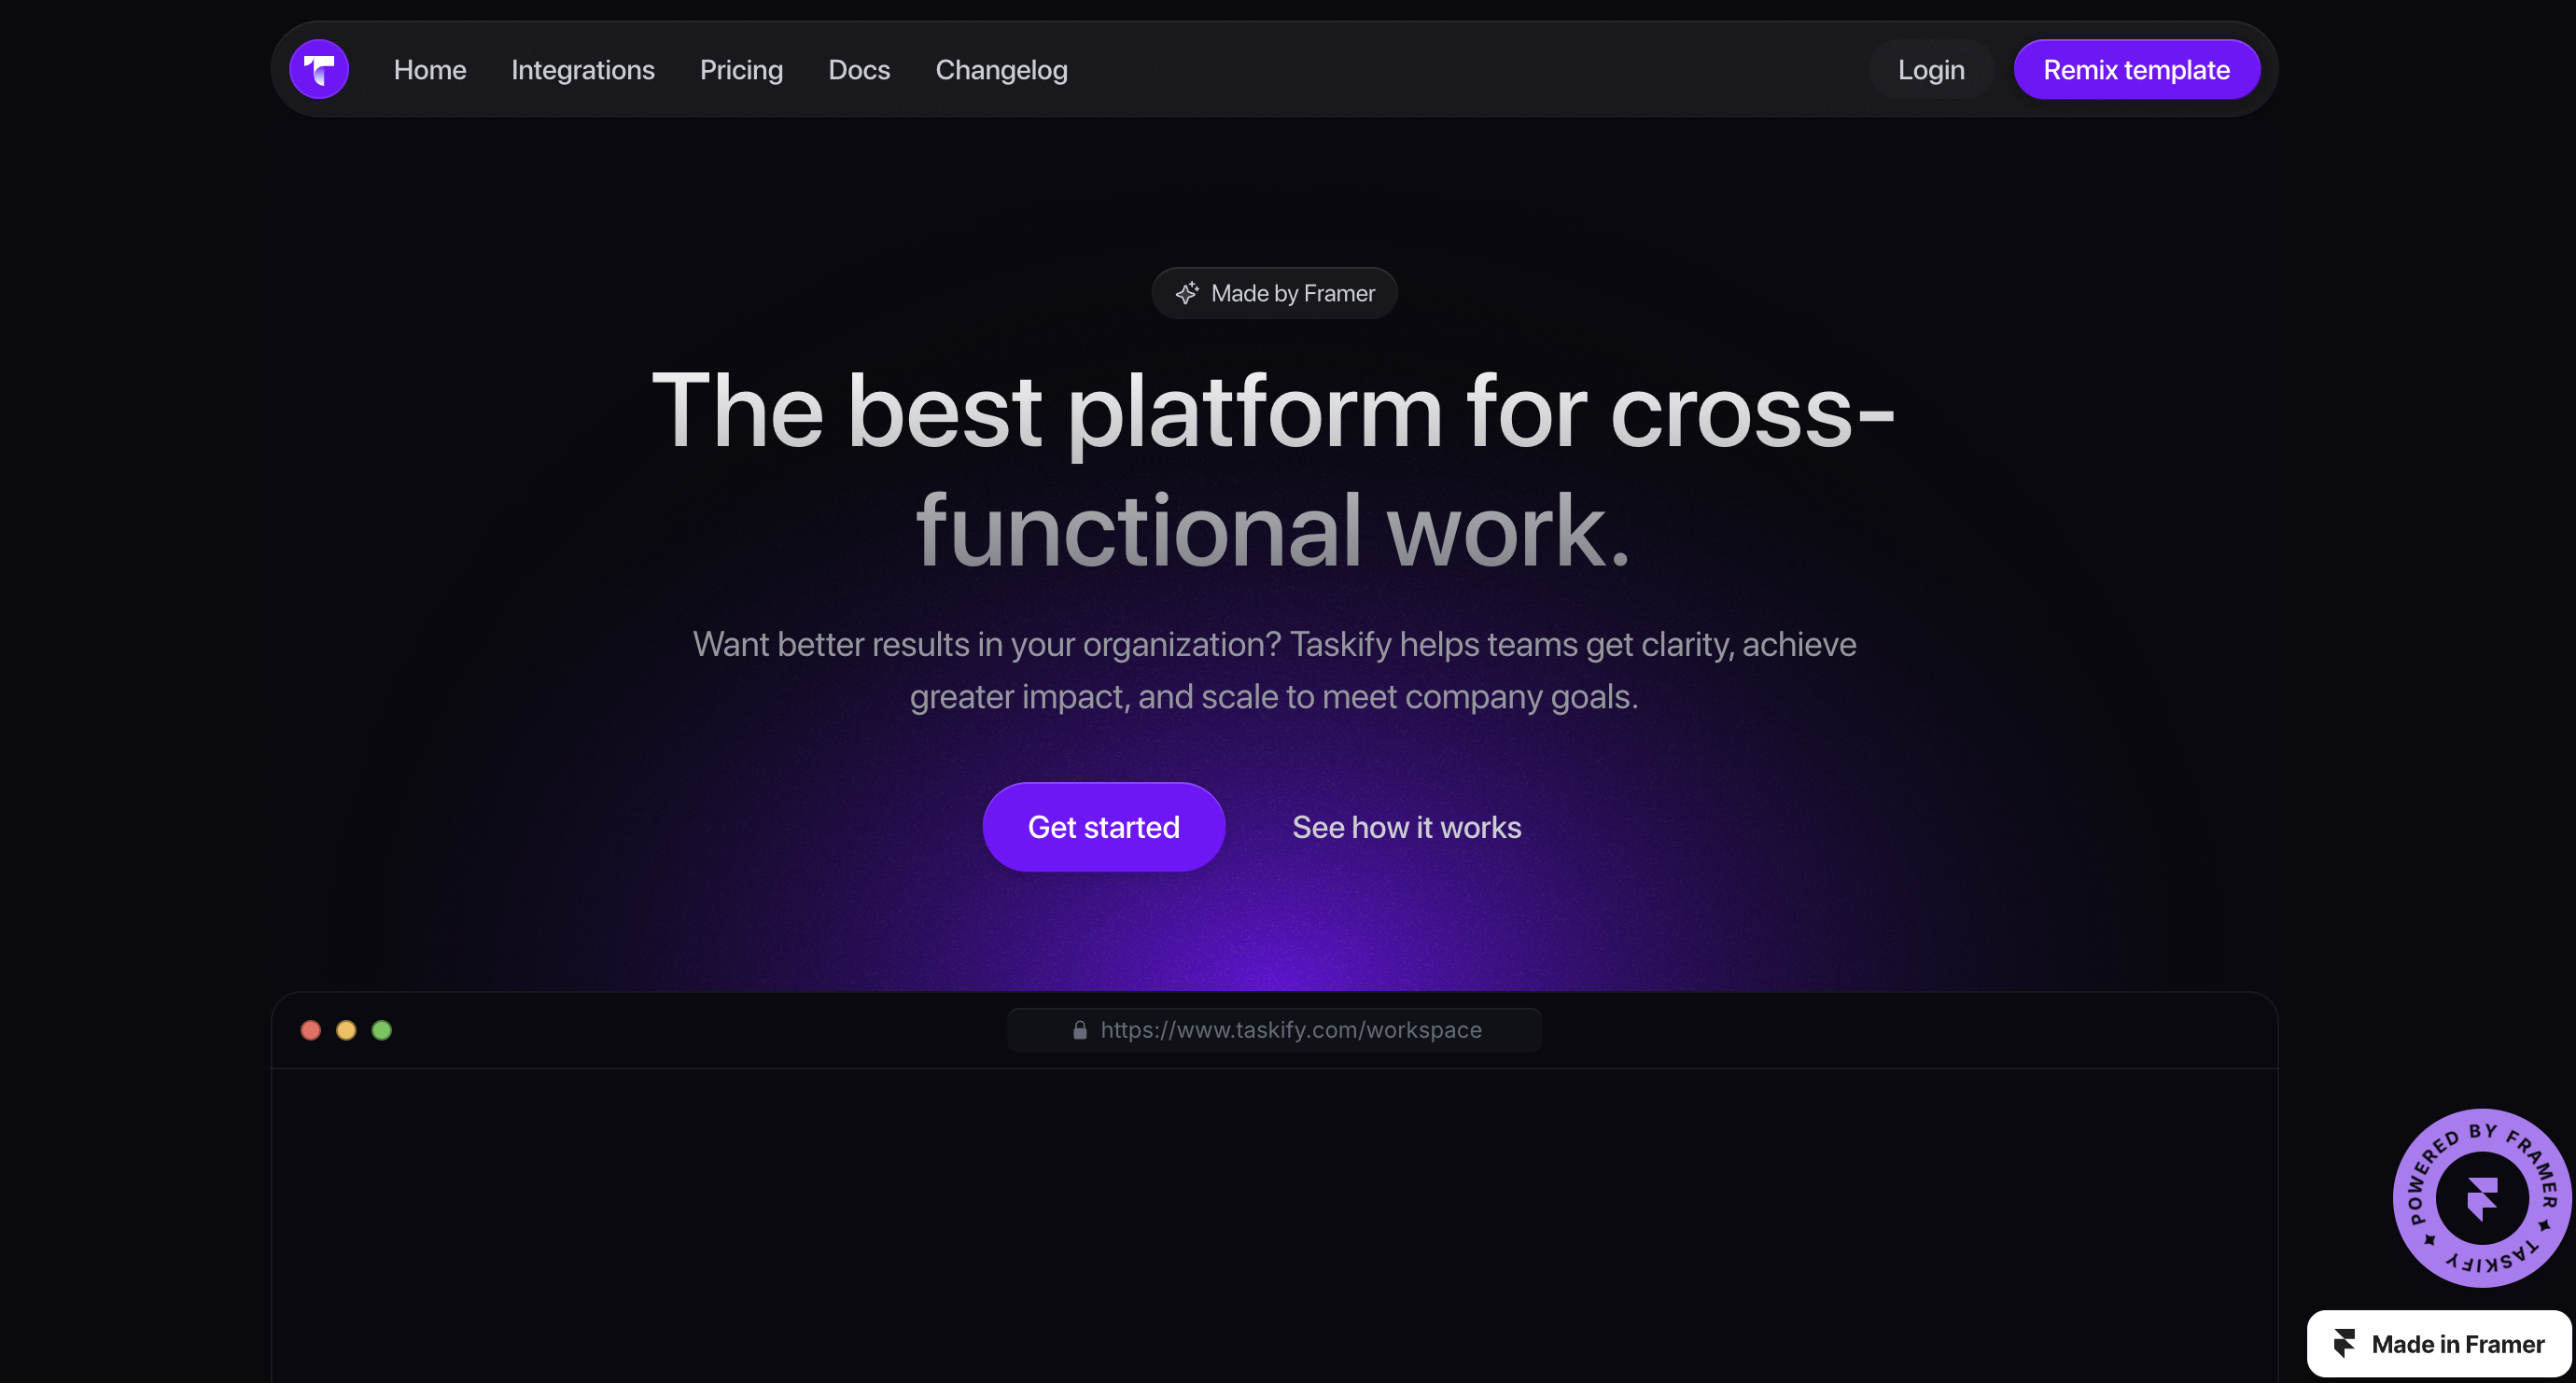 Home Integrations Pricing Docs Changelog Login Remix template
Made by Framer
The best platform for cross-
functional work.
Want better results in your organization? Taskify helps teams get clarity, achieve
greater impact, and scale to meet company goals.
Get started See how it works
https://www.taskify.com/workspace
POWERED BY FRAMER ✦ TASKIFY ✦
Made in Framer